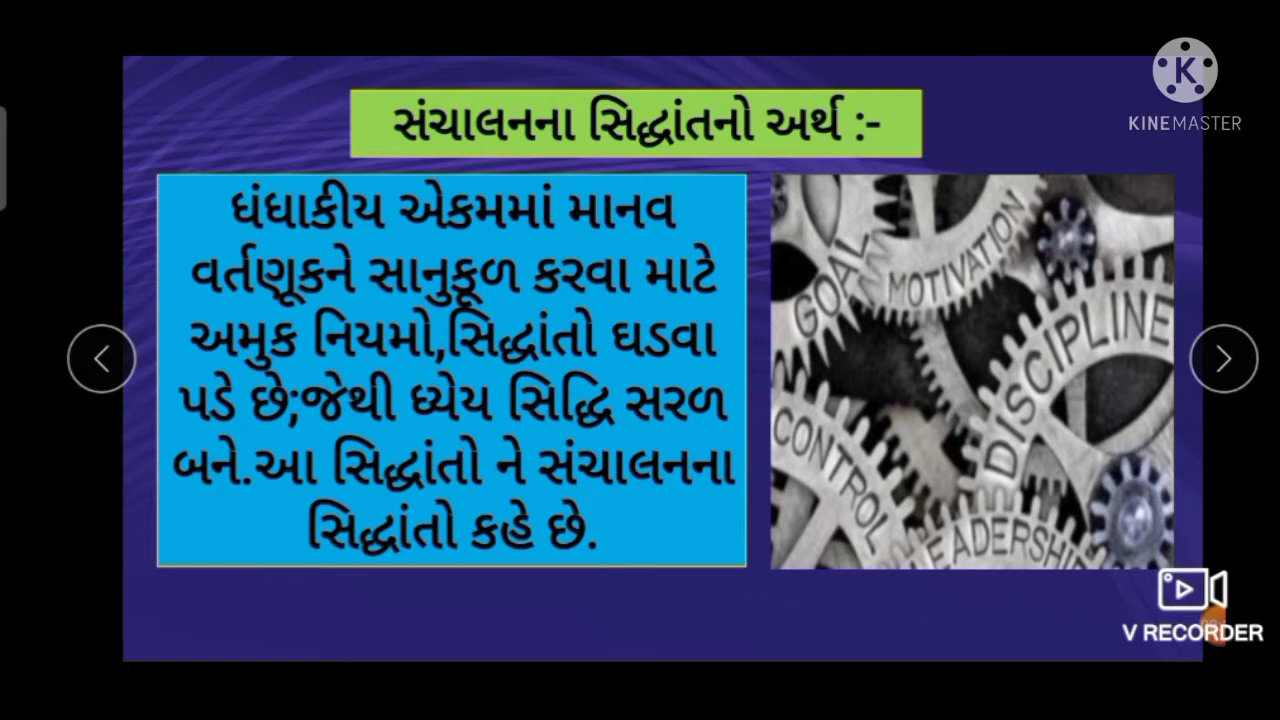 સંચાલનના સિદ્ધાંતનો અર્થ :-
ધંધાકીય એકમમાં માનવ
વર્તણૂકને સાનુકૂળ કરવા માટે
અમુક નિયમો,સિદ્ધાંતો ઘડવા
પડે છે;જેથી ધ્યેય સિદ્ધિ સરળ
બને.આ સિદ્ધાંતો ને સંચાલનના
સિદ્ધાંતો કહે છે.
GOAL
MOTIVATION
DISCIPLINE
CONTROL
LEADERSHIP
KINEMASTER
V RECORDER